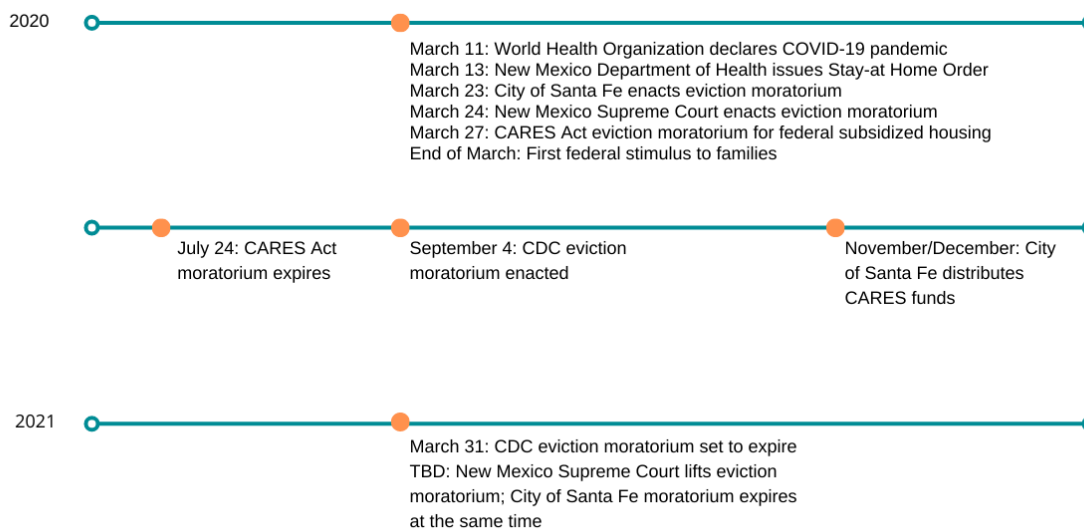 2020
March 11: World Health Organization declares COVID-19 pandemic
March 13: New Mexico Department of Health issues Stay-at Home Order
March 23: City of Santa Fe enacts eviction moratorium
March 24: New Mexico Supreme Court enacts eviction moratorium
March 27: CARES Act eviction moratorium for federal subsidized housing
End of March: First federal stimulus to families
July 24: CARES Act
moratorium expires
September 4: CDC eviction
moratorium enacted
November/December: City
of Santa Fe distributes
CARES funds
2021
March 31: CDC eviction moratorium set to expire
TBD: New Mexico Supreme Court lifts eviction
moratorium; City of Santa Fe moratorium expires
at the same time